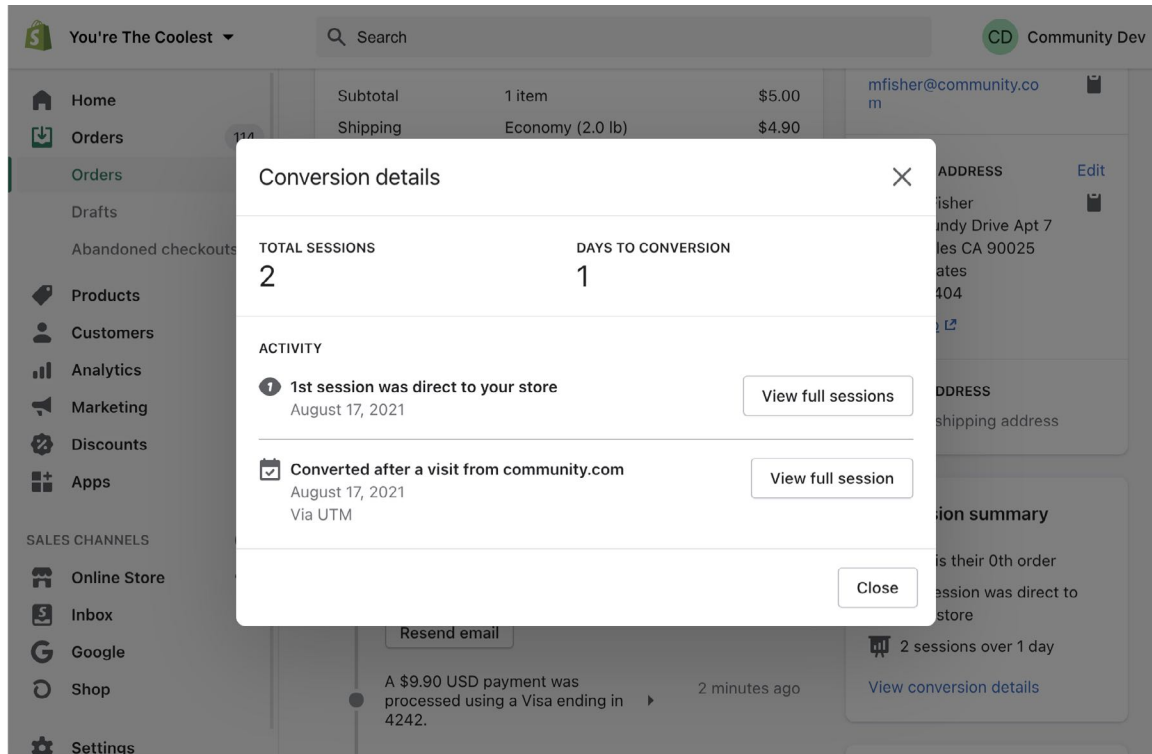 You're The Coolest
Search
CD
Community Dev
Home
Orders
114
Orders
Drafts
Abandoned checkouts
Products
Customers
Analytics
Marketing
Discounts
Apps
SALES CHANNELS
Online Store
Inbox
Google
Shop
Settings
Subtotal 1 item $5.00
Shipping Economy (2.0 lb) $4.90
Conversion details
TOTAL SESSIONS DAYS TO CONVERSION
2 1
ACTIVITY
1 1st session was direct to your store
August 17, 2021
View full sessions
Converted after a visit from community.com
August 17, 2021
Via UTM
View full session
Close
Resend email
A $9.90 USD payment was
processed using a Visa ending in
4242.
2 minutes ago
mfisher@community.co
m
ADDRESS Edit
isher
undy Drive Apt 7
les CA 90025
ates
404
DDRESS
shipping address
ion summary
is their 0th order
ession was direct to
store
2 sessions over 1 day
View conversion details